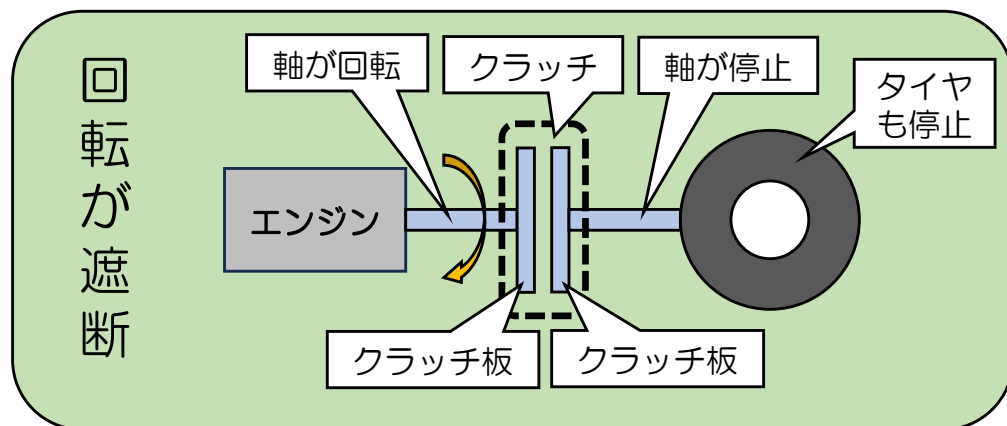 回転が遮断
軸が回転
クラッチ
軸が停止
タイヤ
も停止
エンジン
クラッチ板
クラッチ板